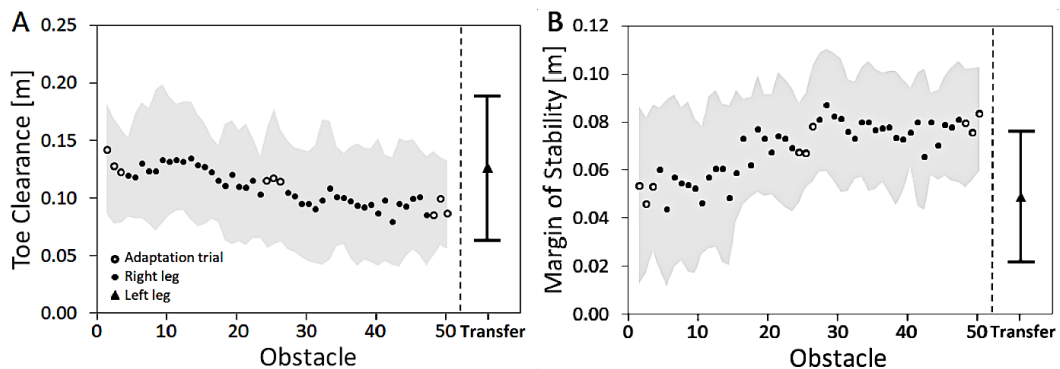 A
Toe Clearance [m]
0.25
0.20
0.15
0.10
0.05
0.00
Adaptation trial
Right leg
Left leg
0 10 20 30 40 50 Transfer
Obstacle
B
Margin of Stability [m]
0.12
0.10
0.08
0.06
0.04
0.02
0.00
0 10 20 30 40 50 Transfer
Obstacle